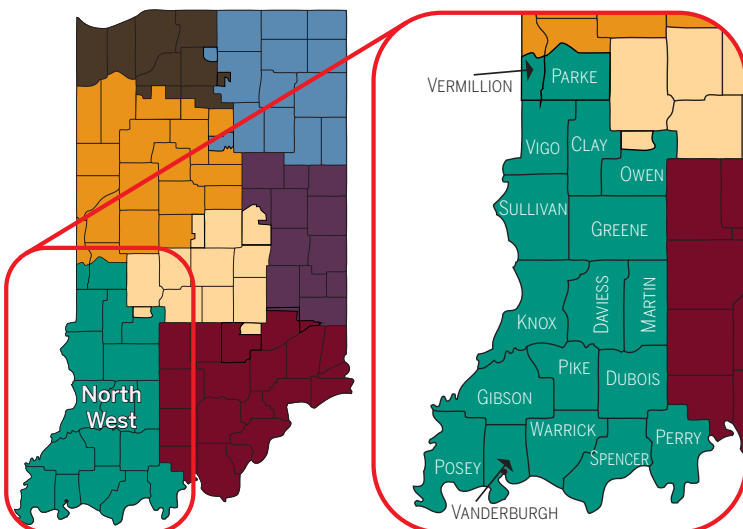 North
West
VERMILLION
PARKE
VIGO
CLAY
OWEN
SULLIVAN
GREENE
KNOX
DAVIESS
MARTIN
PIKE
DUBOIS
GIBSON
WARRICK
PERRY
POSEY
SPENCER
VANDERBURGH